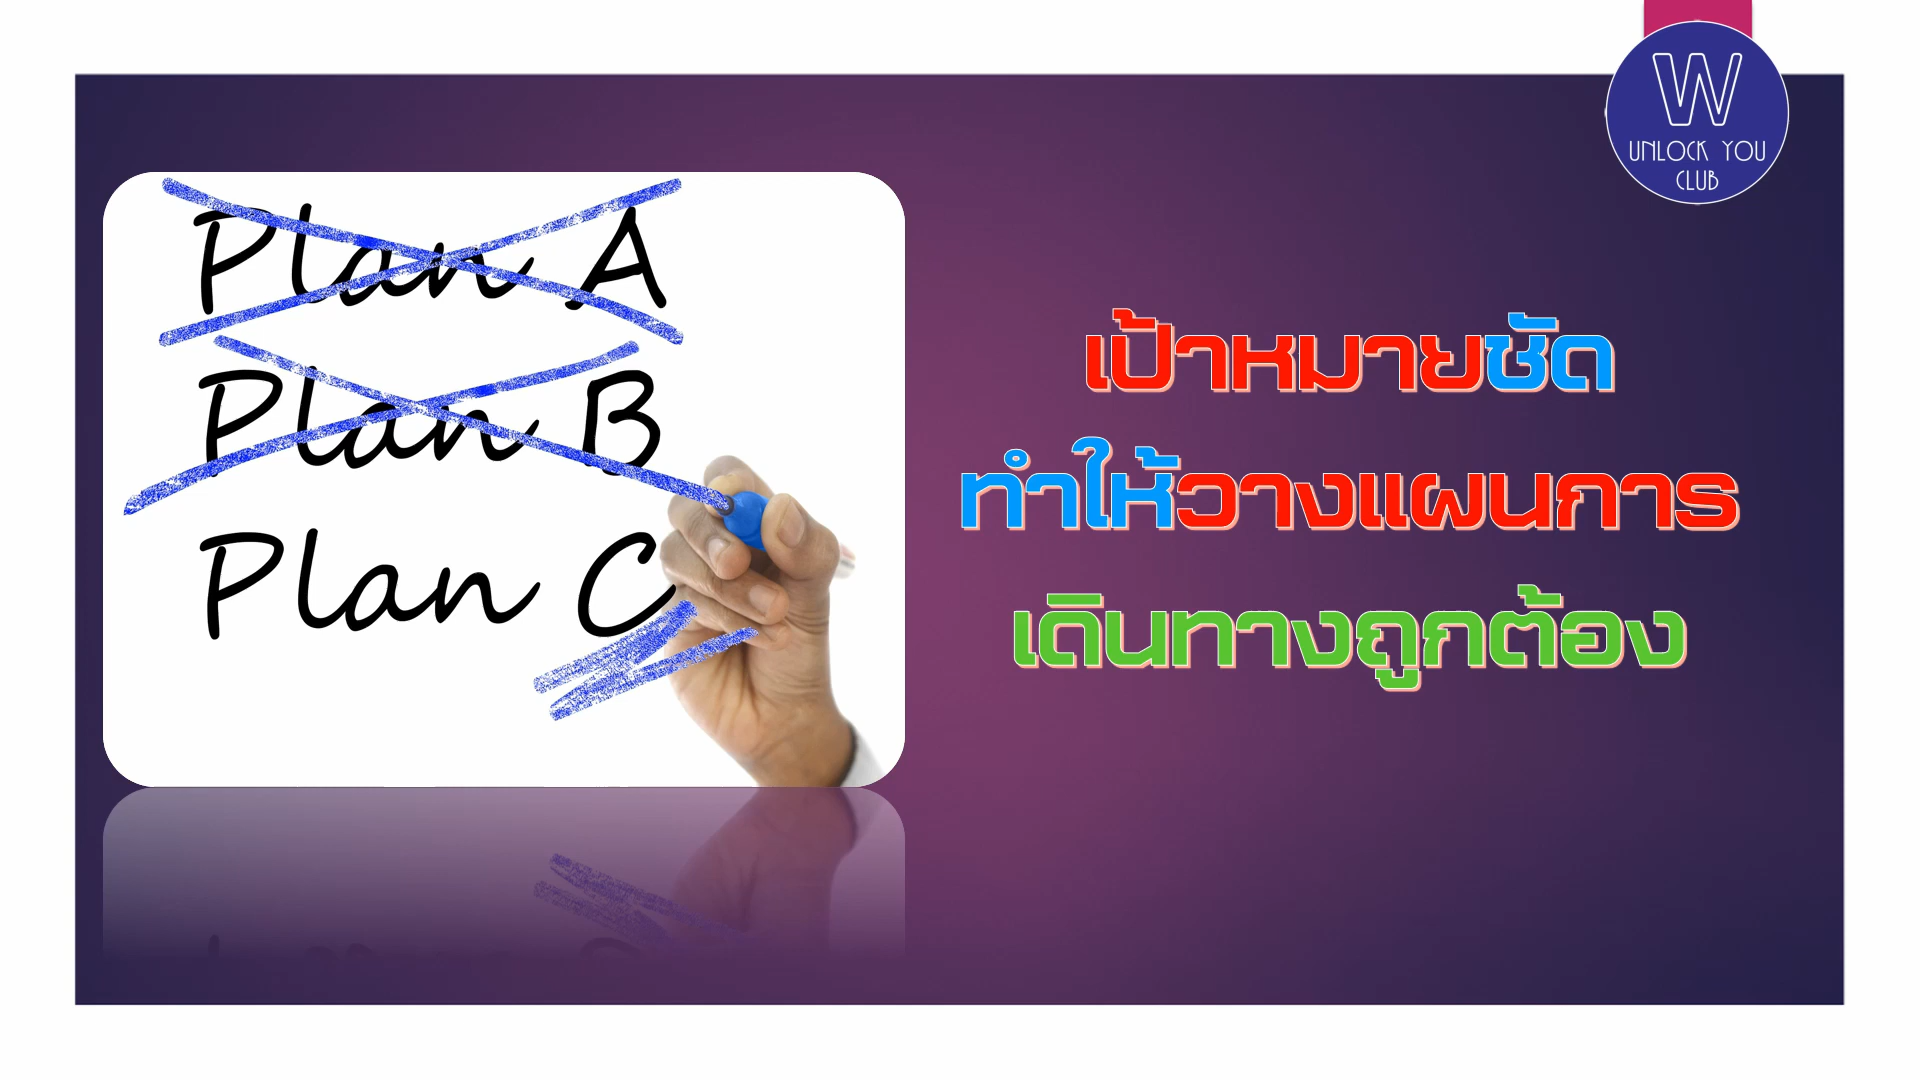 Plan A
Plan B
Plan C
เป้าหมายชัด
ทำให้วางแผนการ
เดินทางถูกต้อง
W
UNLOCK YOU
CLUB